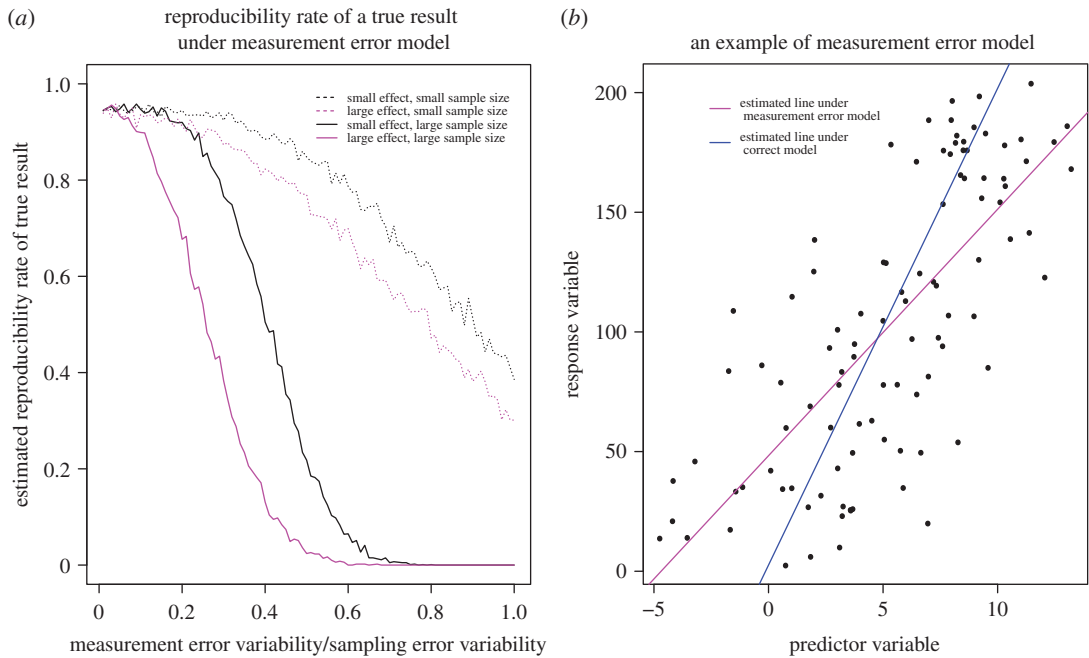 (a)
reproducibility rate of a true result
under measurement error model
estimated reproducibility rate of true result
1.0
0.8
0.6
0.4
0.2
0
small effect, small sample size
large effect, small sample size
small effect, large sample size
large effect, large sample size
0
0.2
0.4
0.6
0.8
1.0
measurement error variability/sampling error variability
(b)
an example of measurement error model
response variable
200
150
100
50
0
estimated line under
measurement error model
estimated line under
correct model
−5
0
5
10
predictor variable